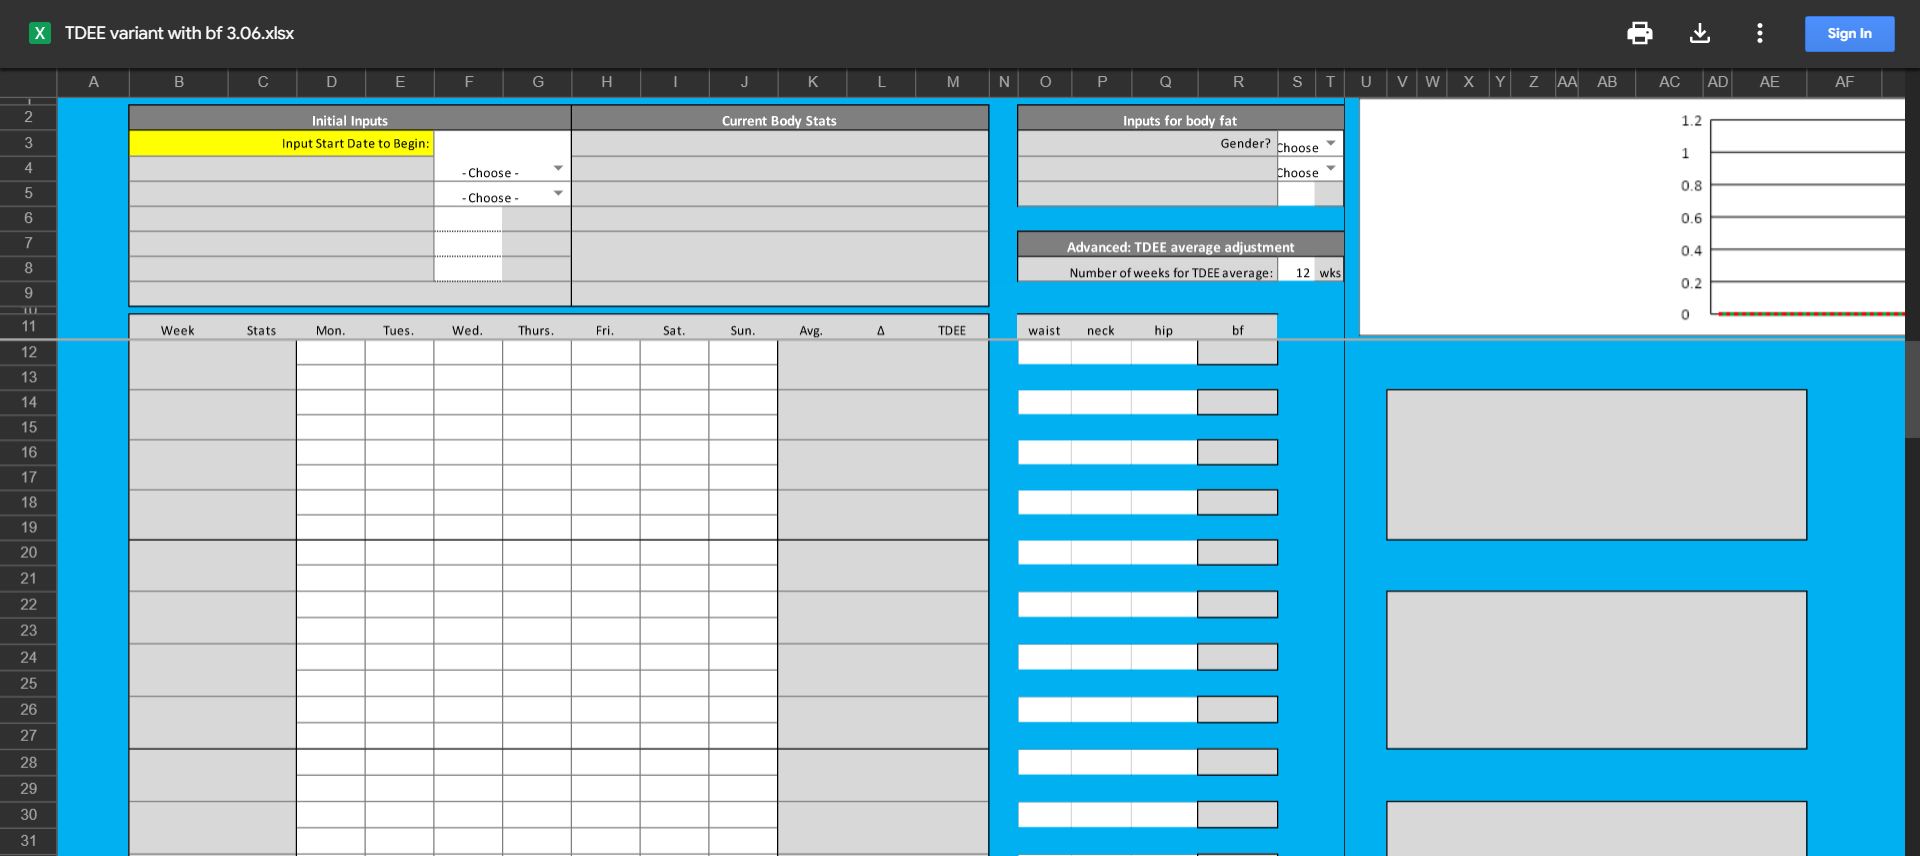 X TDEE variant with bf 3.06.xlsx Sign In
A B C D E F G H I J K L M N O P Q R S T U V W X Y Z AA AB AC AD AE AF
1
2 Initial Inputs Current Body Stats Inputs for body fat 1.2
3 Input Start Date to Begin: Gender? Choose 1
4 - Choose - Choose 0.8
5 - Choose - 0.6
6
7 Advanced: TDEE average adjustment 0.4
8 Number of weeks for TDEE average: 12 wks 0.2
9 0
10
11 Week Stats Mon. Tues. Wed. Thurs. Fri. Sat. Sun. Avg. Δ TDEE waist neck hip bf
12
13
14
15
16
17
18
19
20
21
22
23
24
25
26
27
28
29
30
31